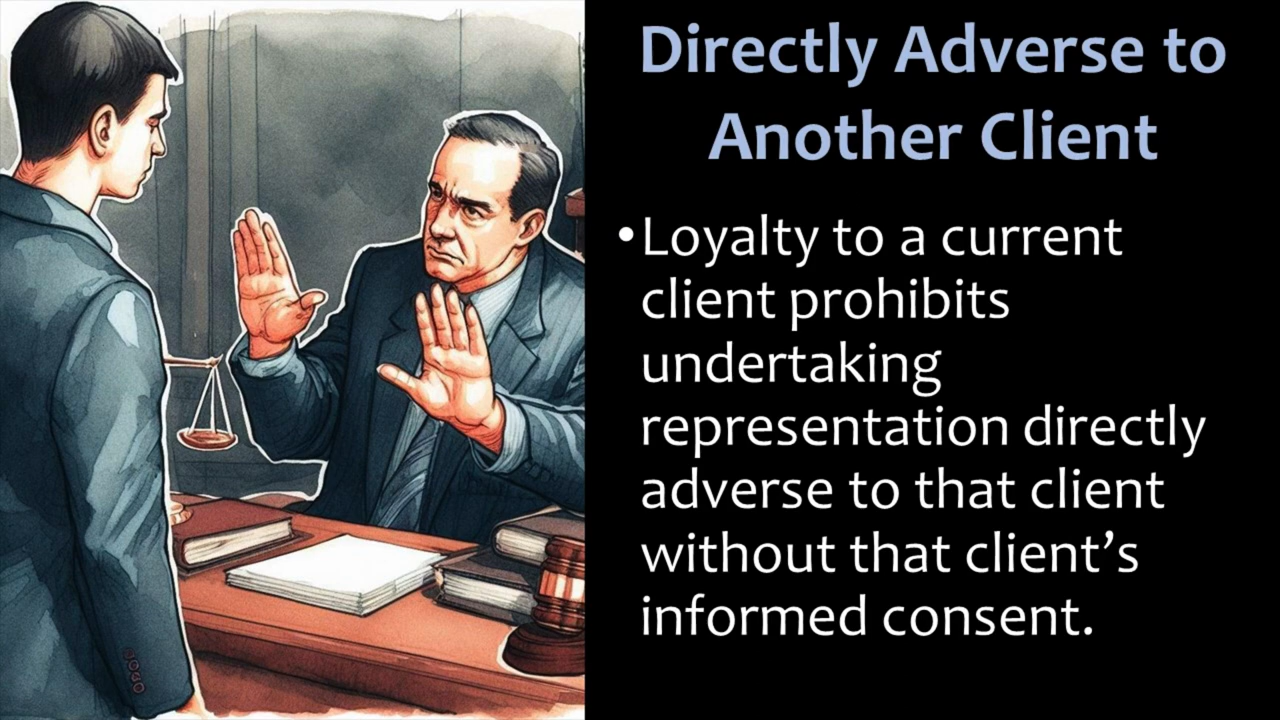 Directly Adverse to
Another Client
•Loyalty to a current
client prohibits
undertaking
representation directly
adverse to that client
without that client’s
informed consent.